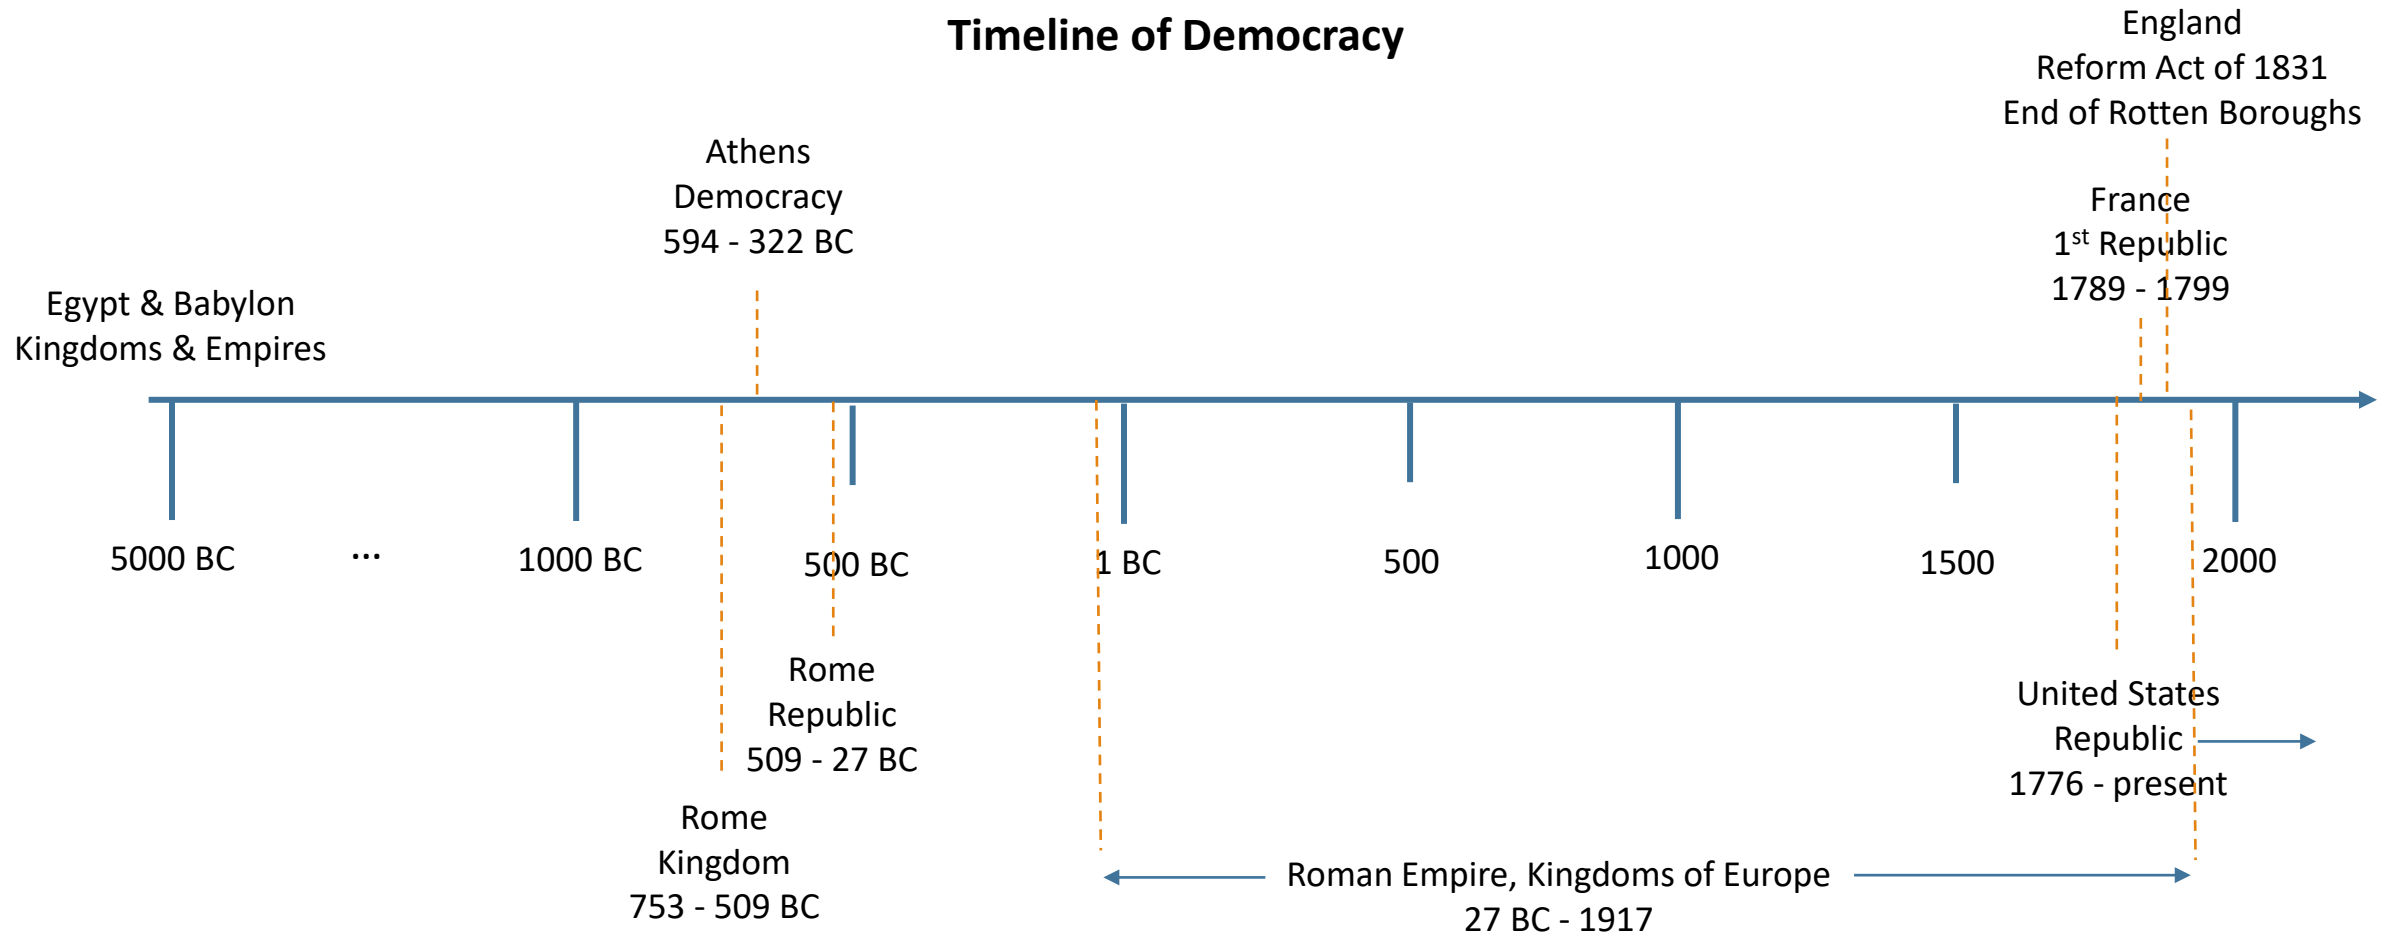 Timeline of Democracy
England
Reform Act of 1831
End of Rotten Boroughs
Athens
Democracy
594 - 322 BC
France
1st Republic
1789 - 1799
Egypt & Babylon
Kingdoms & Empires
5000 BC
...
1000 BC
500 BC
1 BC
500
1000
1500
2000
Rome
Republic
509 - 27 BC
United States
Republic
1776 - present
Rome
Kingdom
753 - 509 BC
Roman Empire, Kingdoms of Europe
27 BC - 1917